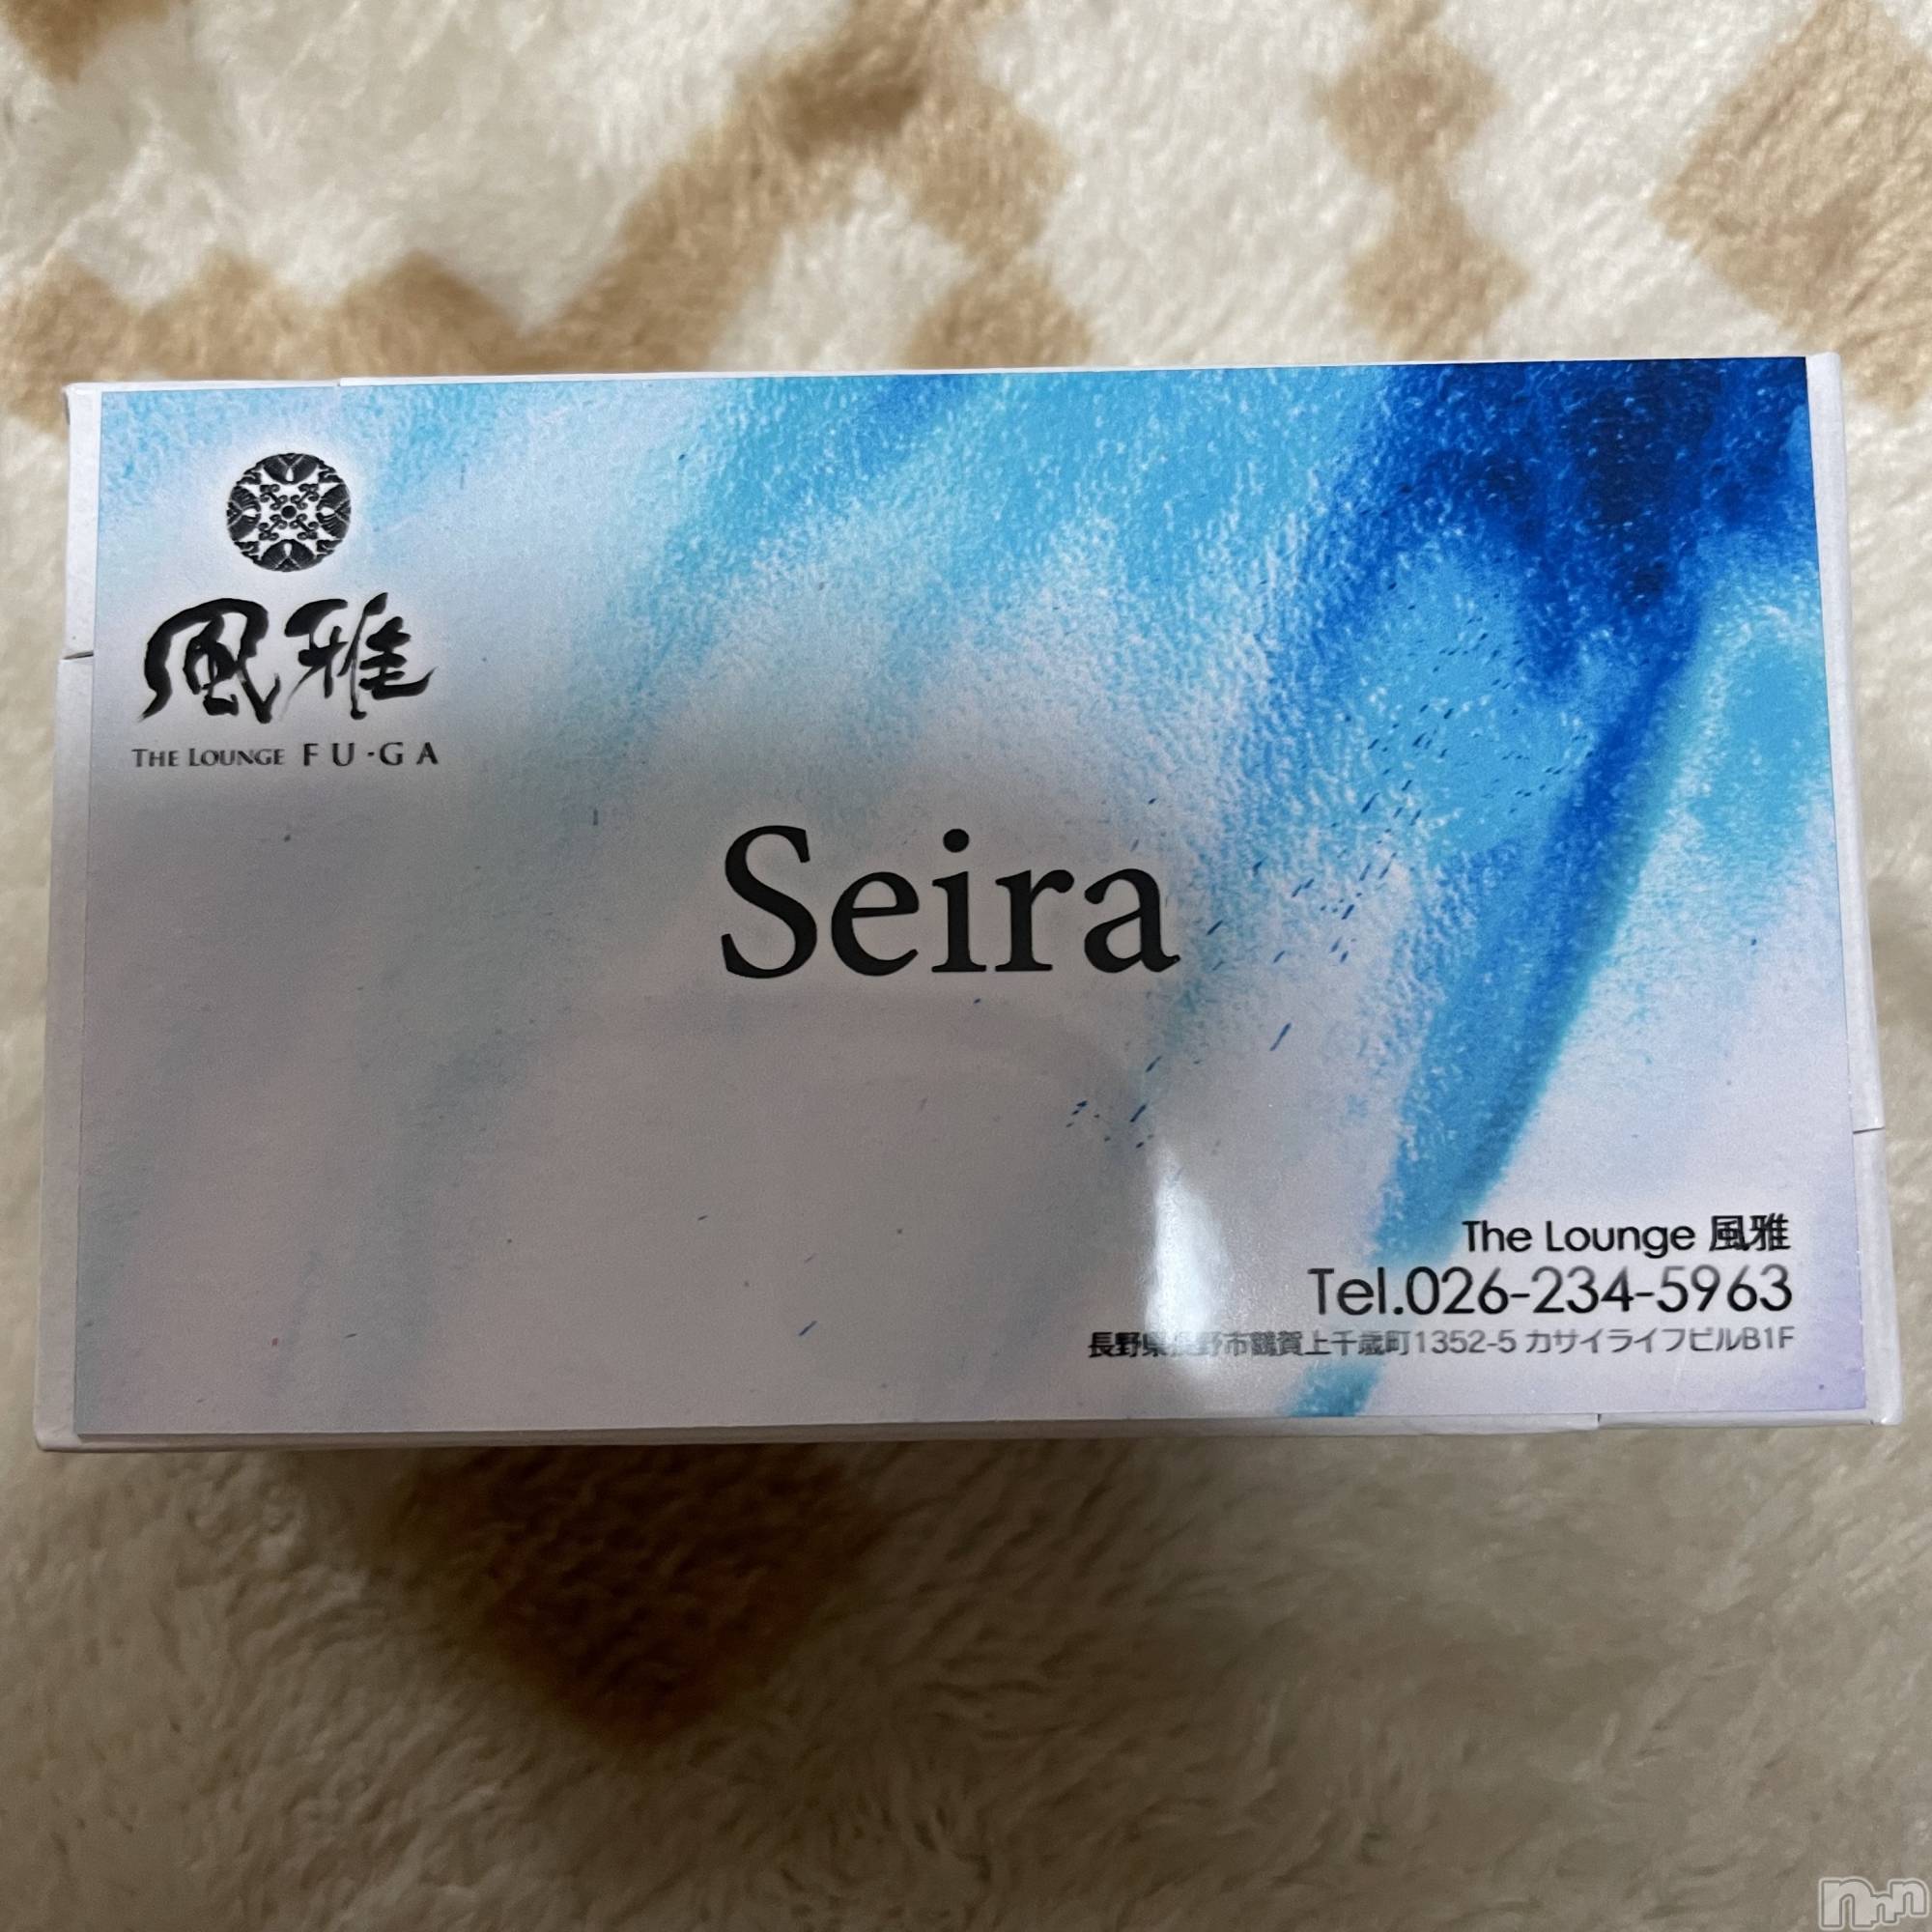 風雅
THE LOUNGE FU·GA
Seira
The Lounge 風雅
Tel.026-234-5963
長野県長野市鶴賀上千歳町1352-5 カサイライフビルB1F
nnn